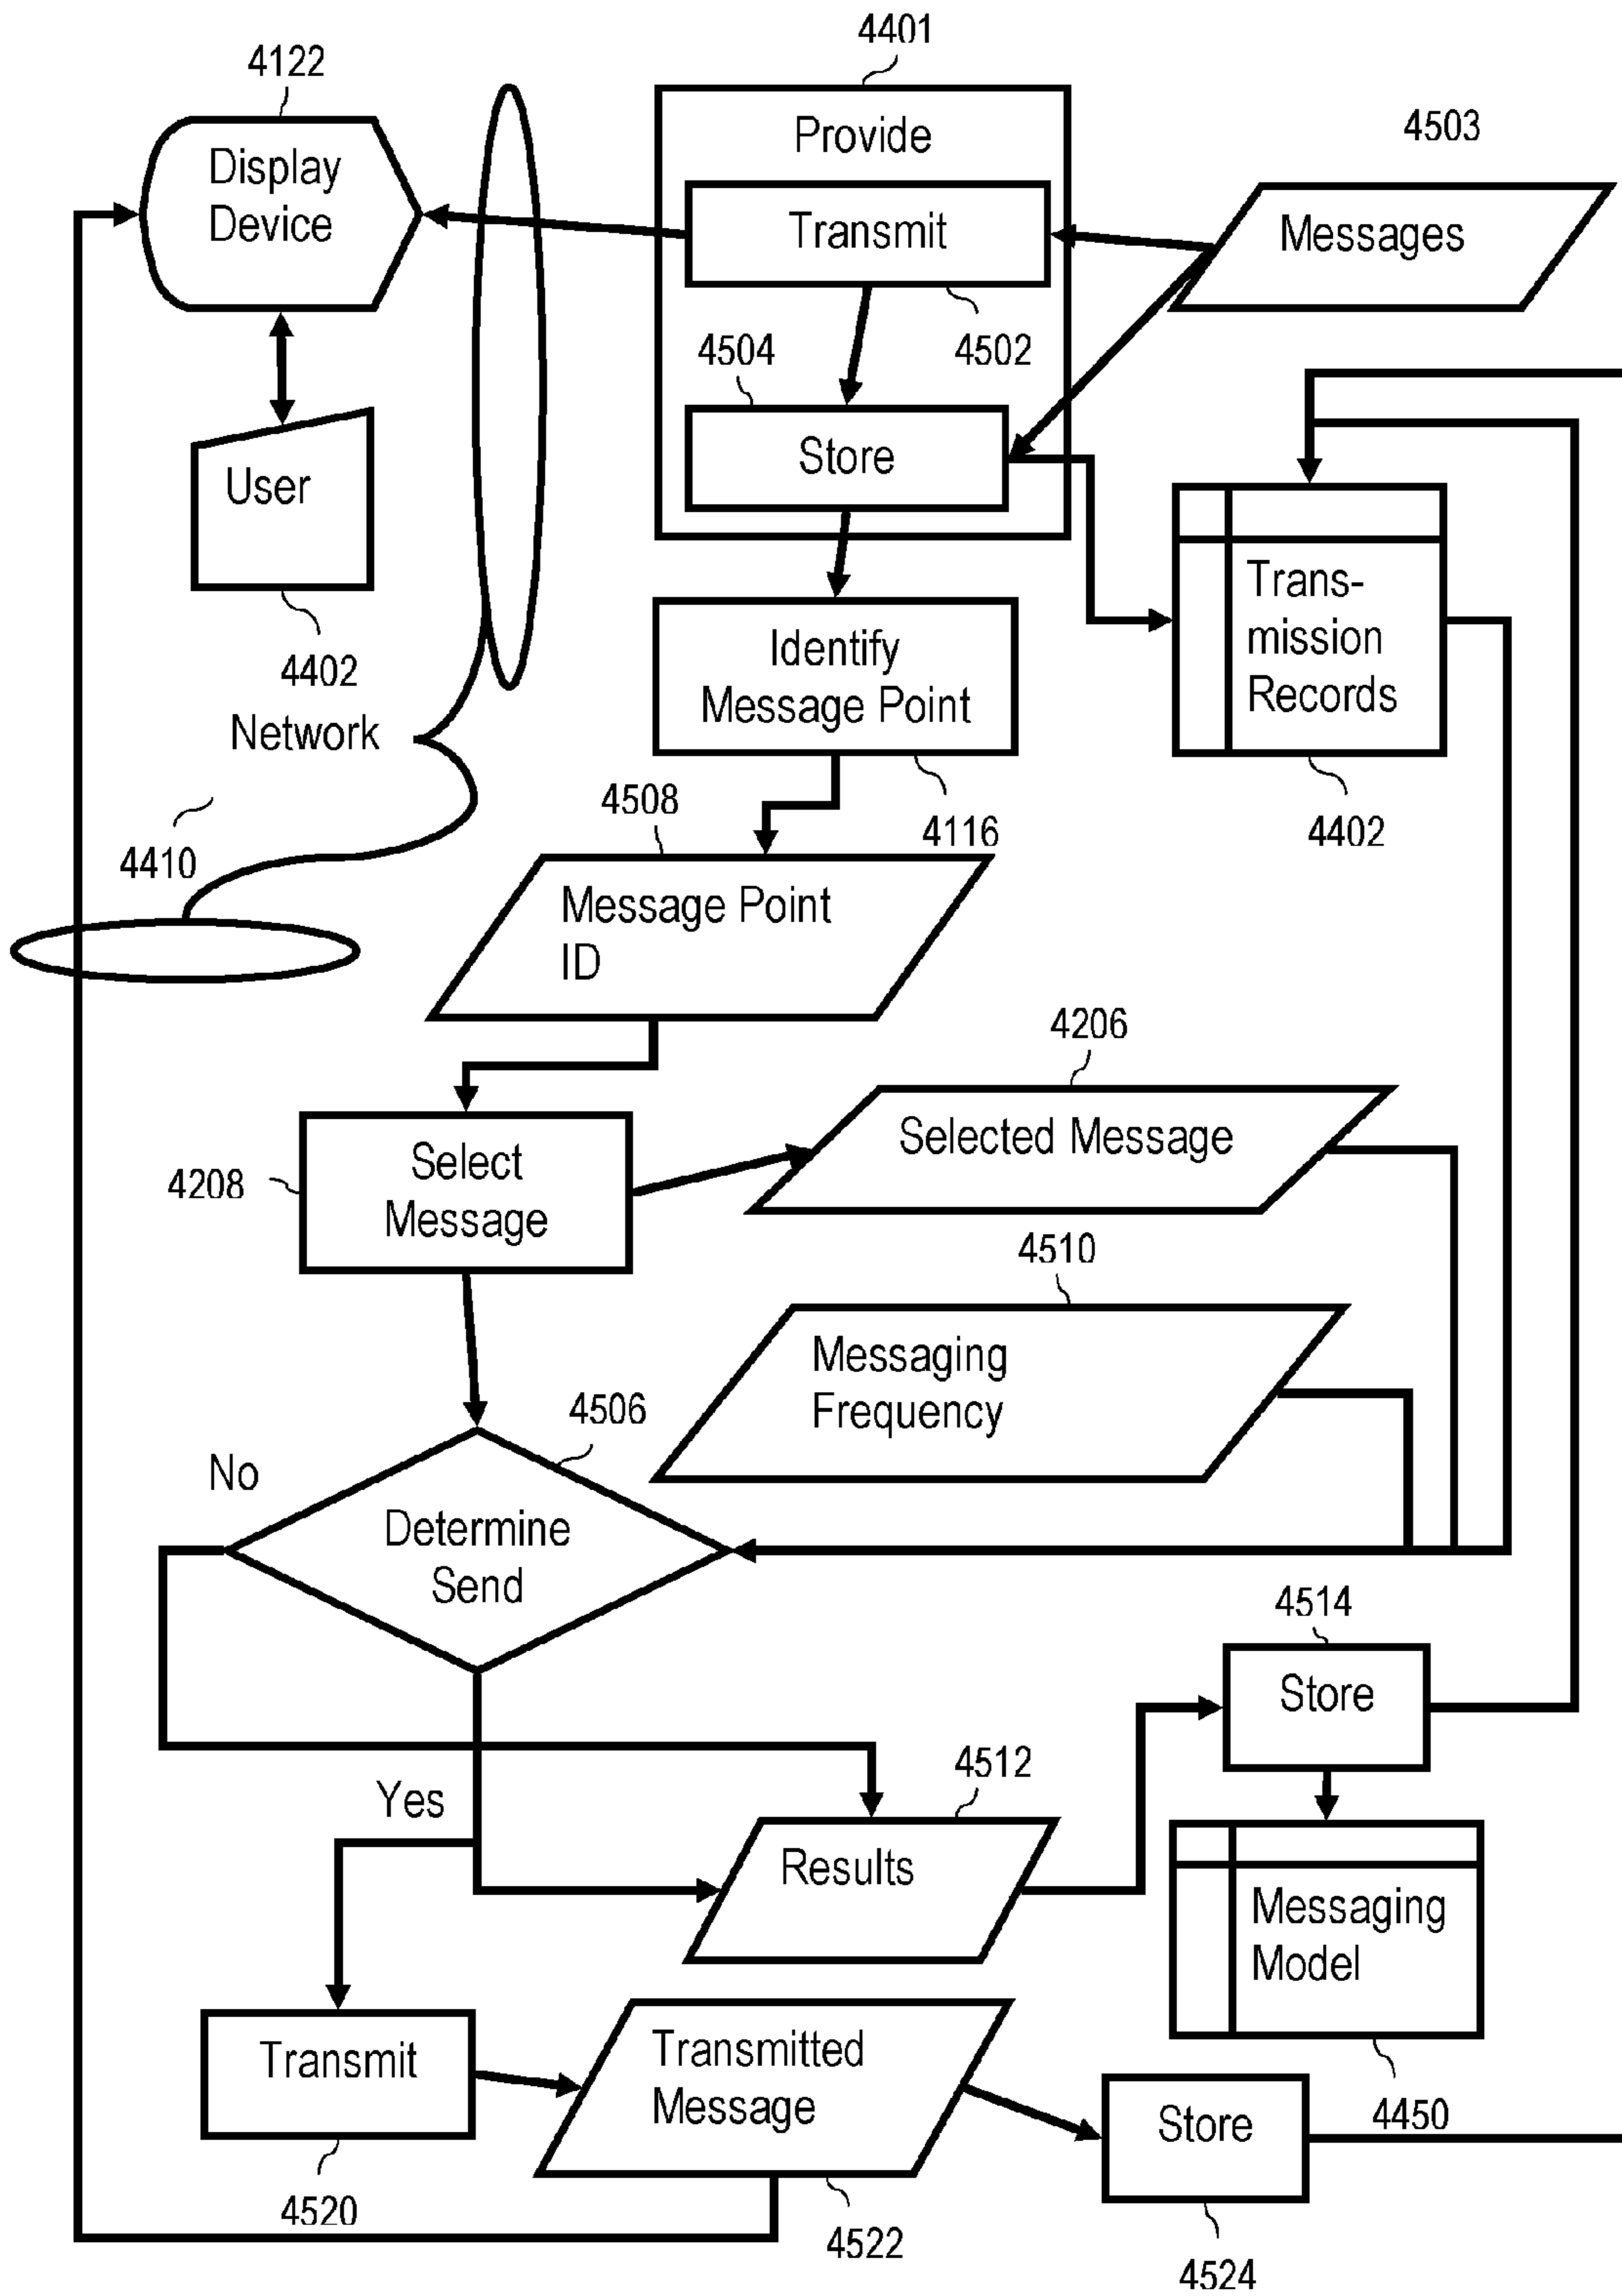 4401
4122
Provide
4503
Display
Device
Transmit
Messages
4504
4502
Store
User
Trans-
mission
Records
Identify
Message Point
4402
Network
4508
4116
4402
4410
Message Point
ID
4206
Selected Message
Select
Message
4208
4510
Messaging
Frequency
4506
No
Determine
Send
4514
Store
4512
Yes
Results
Messaging
Model
Transmit
Transmitted
Message
4450
Store
4520
4522
4524